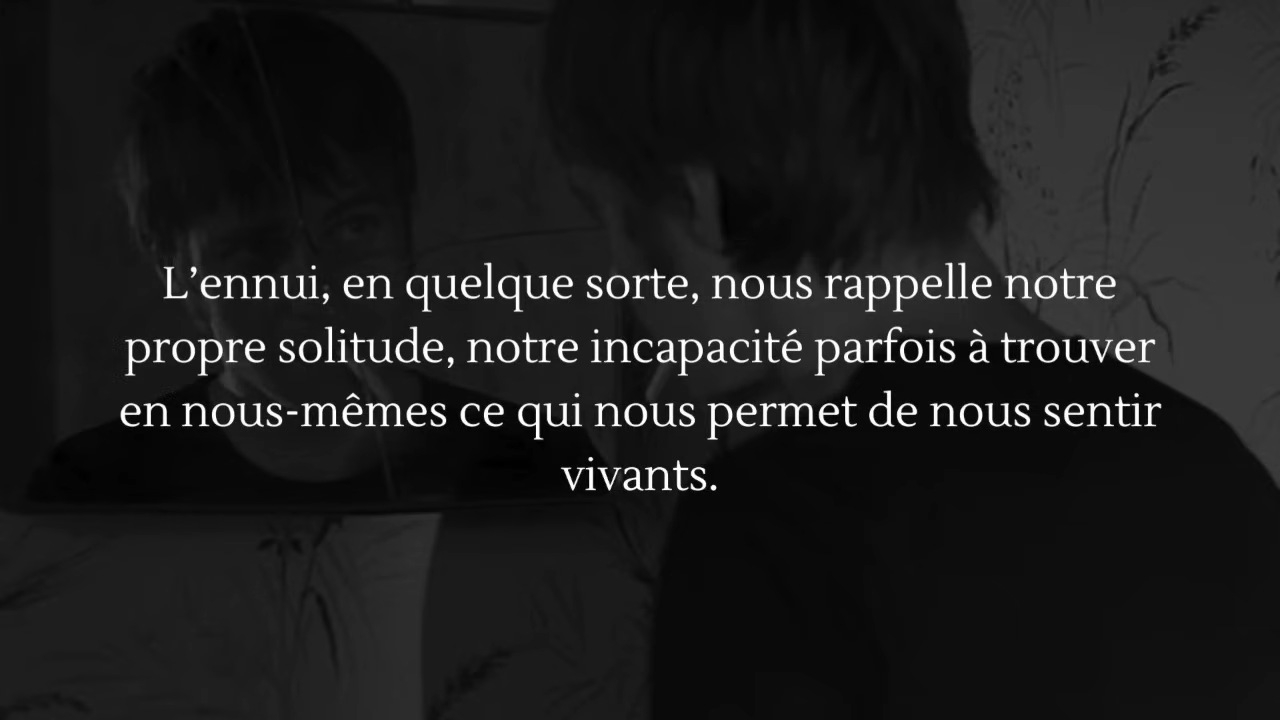 L’ennui, en quelque sorte, nous rappelle notre
propre solitude, notre incapacité parfois à trouver
en nous-mêmes ce qui nous permet de nous sentir
vivants.